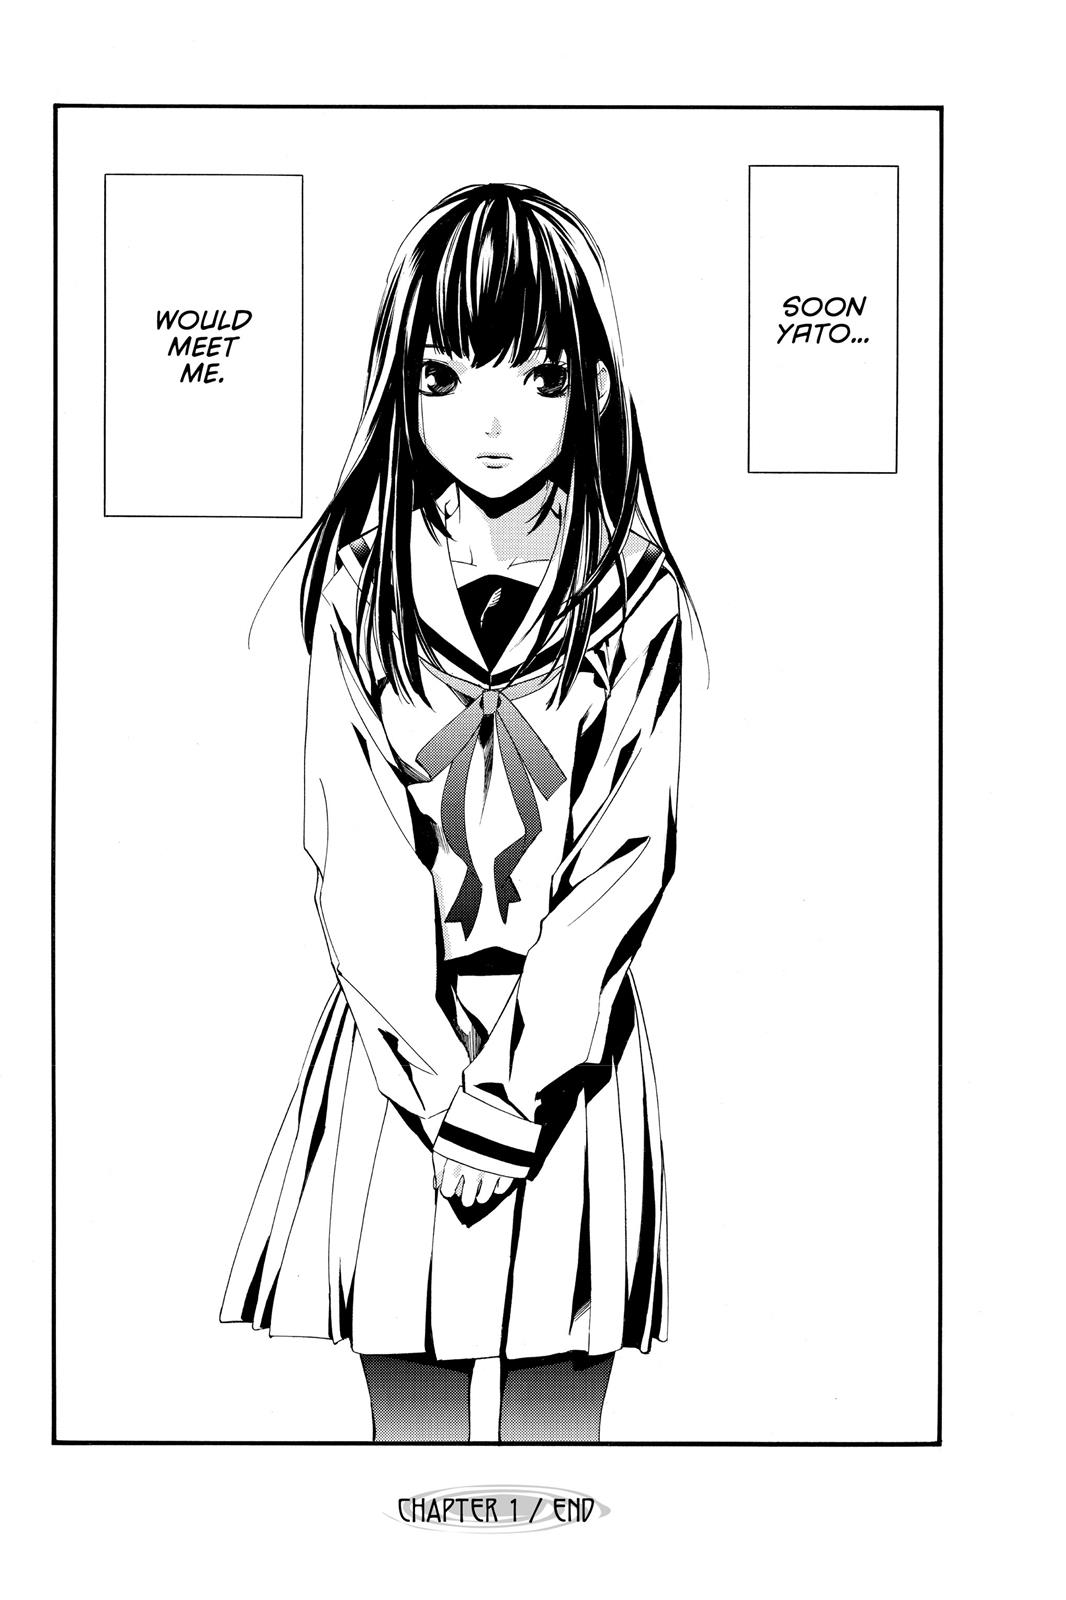 SOON
YATO...
WOULD
MEET
ME.
CHAPTER 1 / END